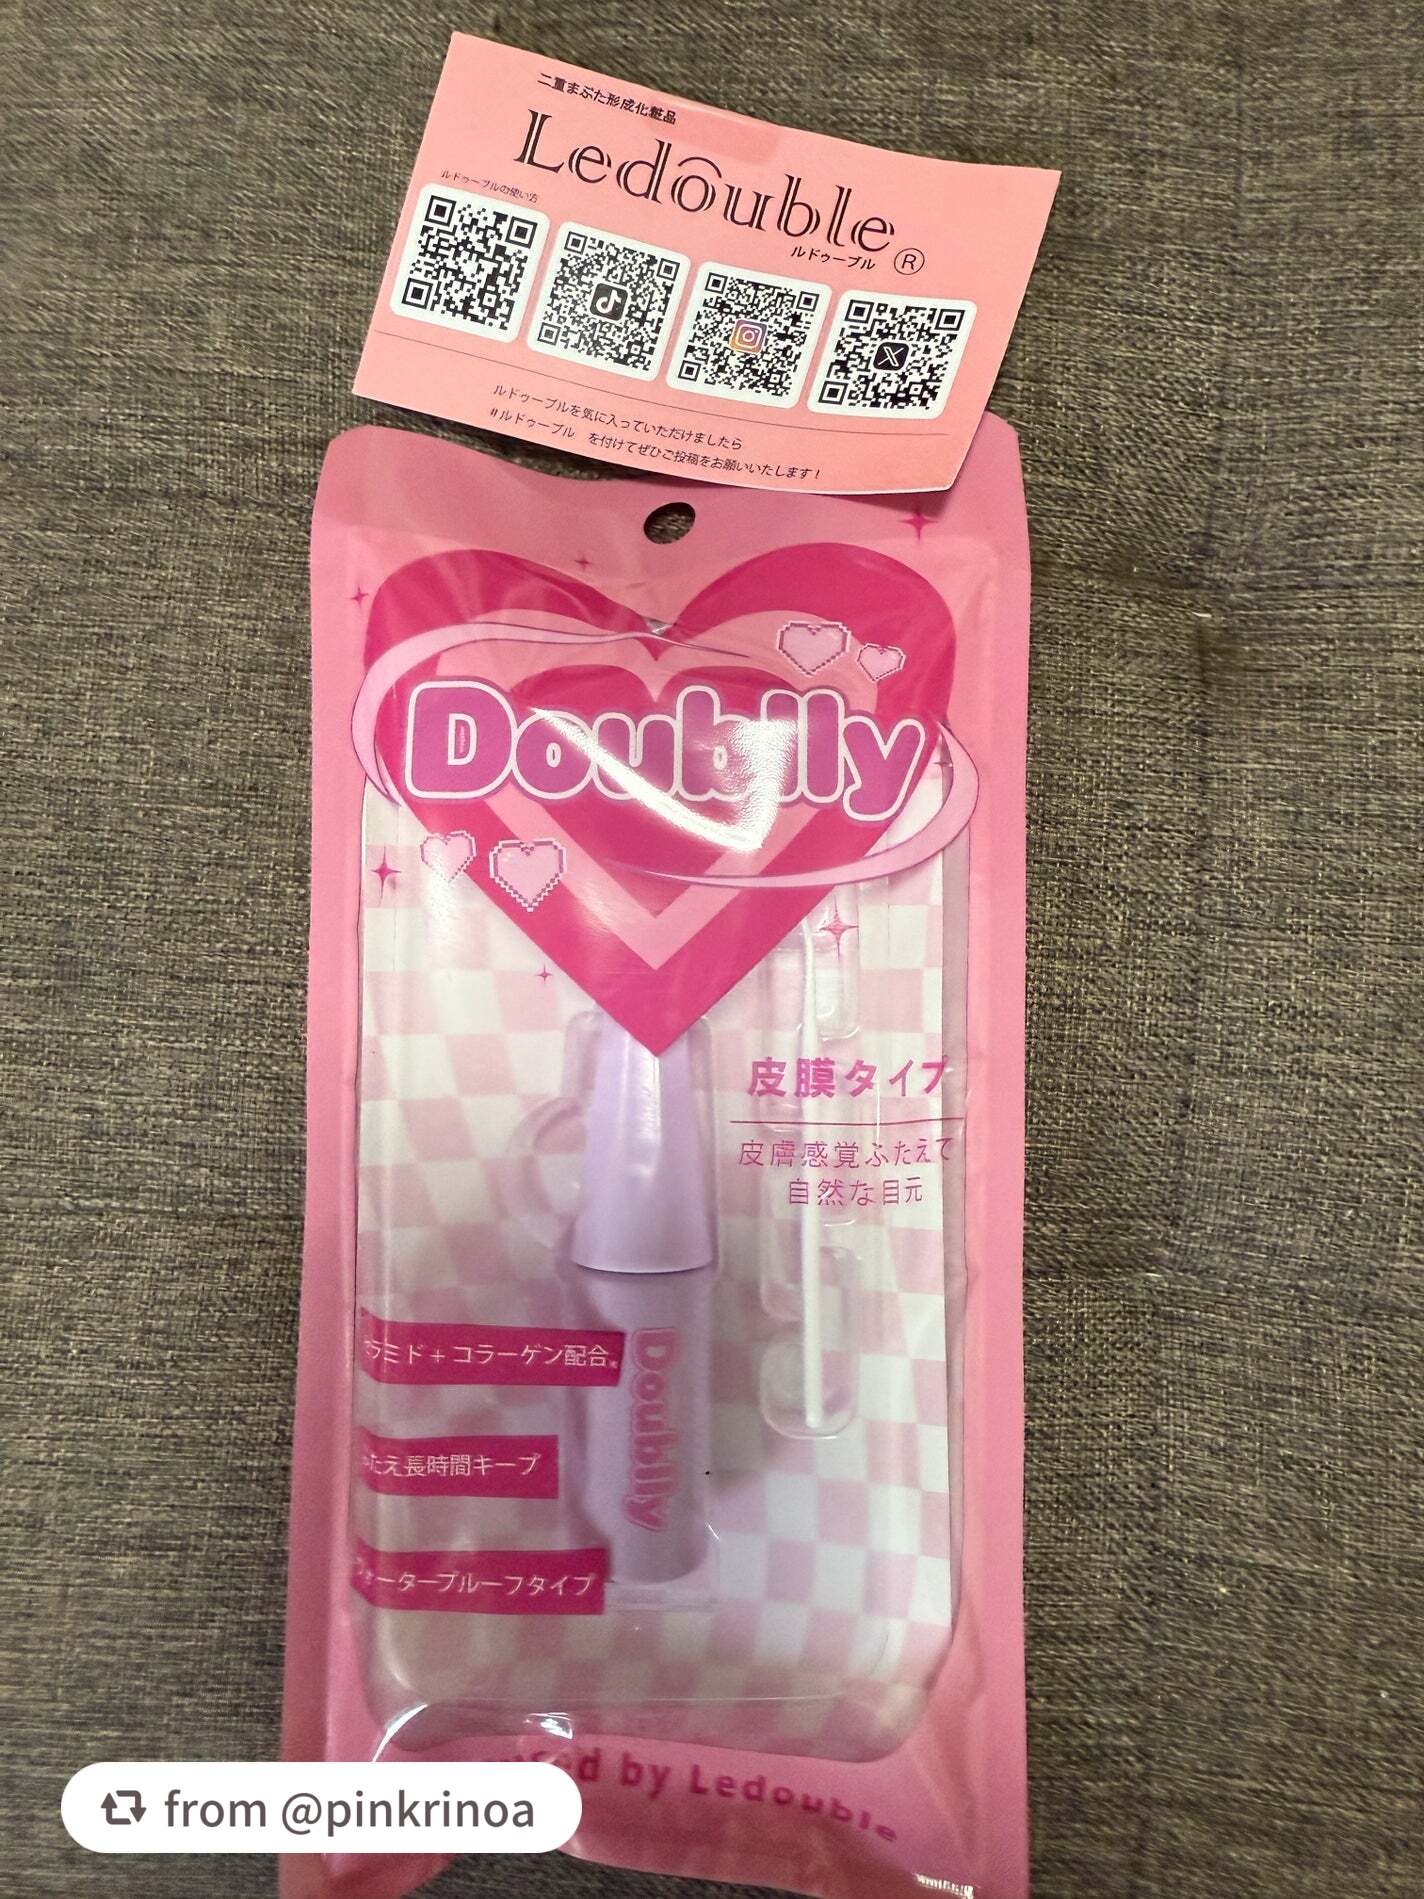 二重まぶた形成化粧品
Ledouble
ルドゥーブル ®
ルドゥーブルの使い方
ルドゥーブルを気に入っていただけましたら
#ルドゥーブル を付けてぜひご投稿をお願いいたします!
Doublly
皮膜タイプ
皮膚感覚ふたえで
自然な目元
ラミド+コラーゲン配合
Doublly
たえ長時間キープ
ォータープルーフタイプ
by Ledouble
from @pinkrinoa